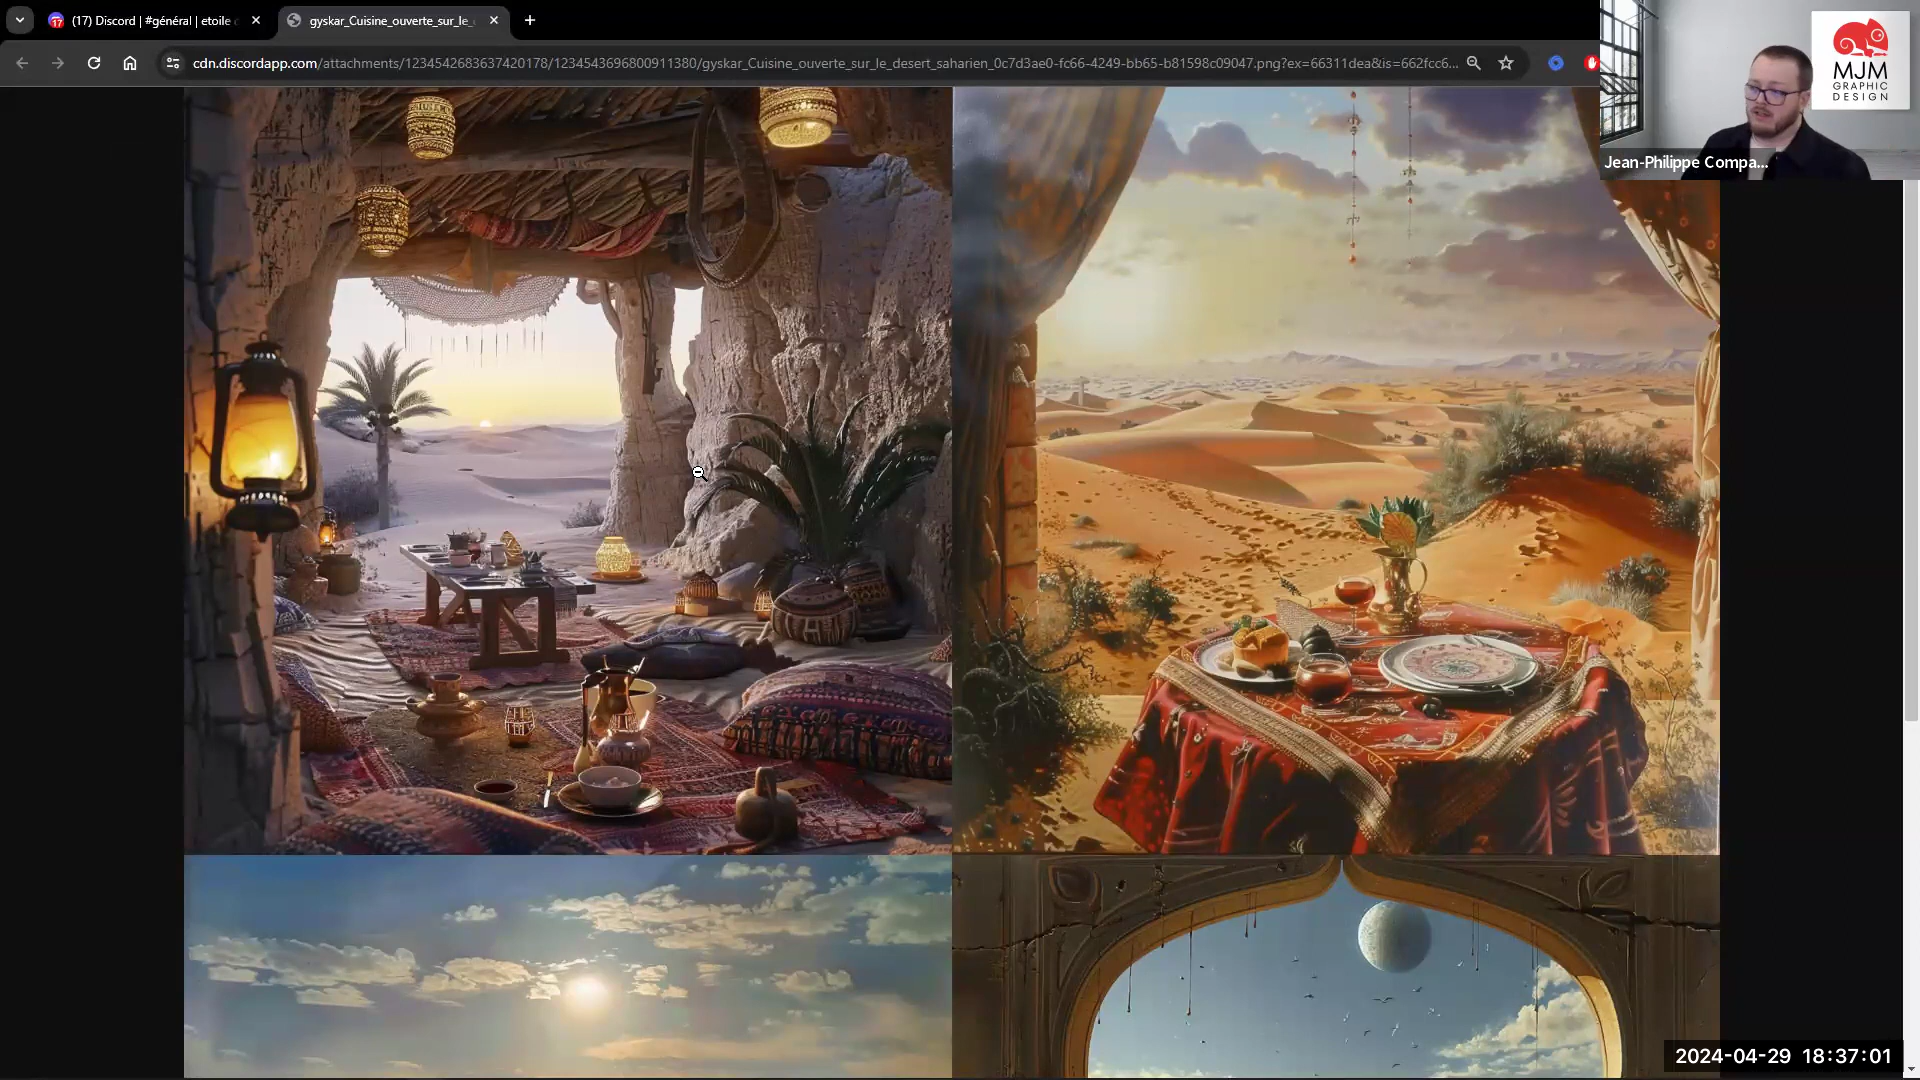 (17) Discord | #général | etoile
gyskar_Cuisine_ouverte_sur_le_
cdn.discordapp.com/attachments/1234542683637420178/1234543696800911380/gyskar_Cuisine_ouverte_sur_le_desert_saharien_0c7d3ae0-fc66-4249-bb65-b81598c09047.png?ex=66311dea&is=662fcc6...
MJM
GRAPHIC
DESIGN
Jean-Philippe Compa...
2024-04-29 18:37:01